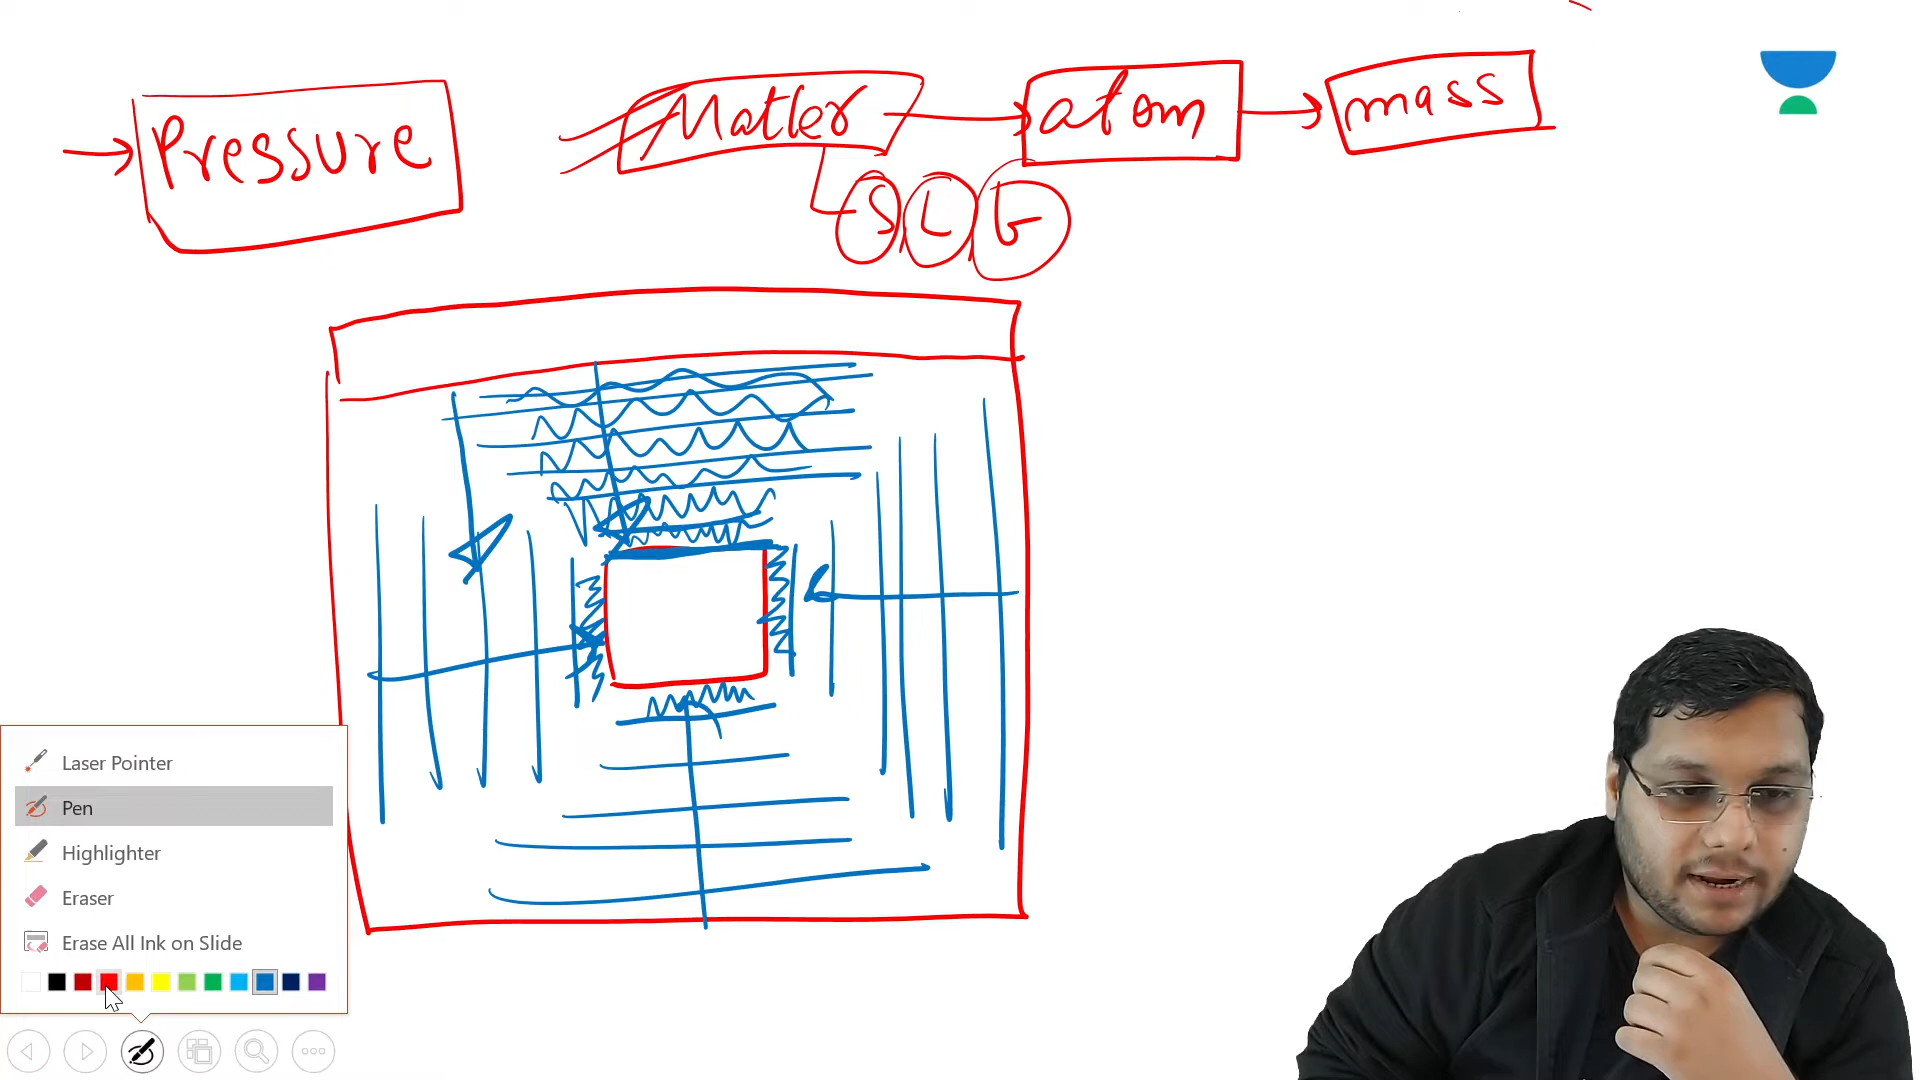 Pressure
Matter
atom
mass
S, L, G
Laser Pointer
Pen
Highlighter
Eraser
Erase All Ink on Slide